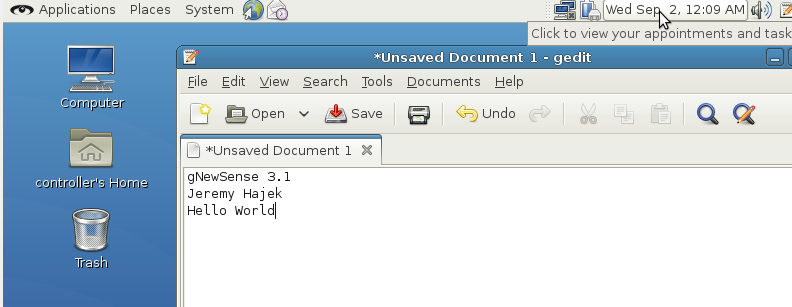 Applications Places System
Wed Sep 2, 12:09 AM
Click to view your appointments and task
*Unsaved Document 1 - gedit
File Edit View Search Tools Documents Help
Open Save Undo
*Unsaved Document 1
gNewSense 3.1
Jeremy Hajek
Hello World
Computer
controller's Home
Trash